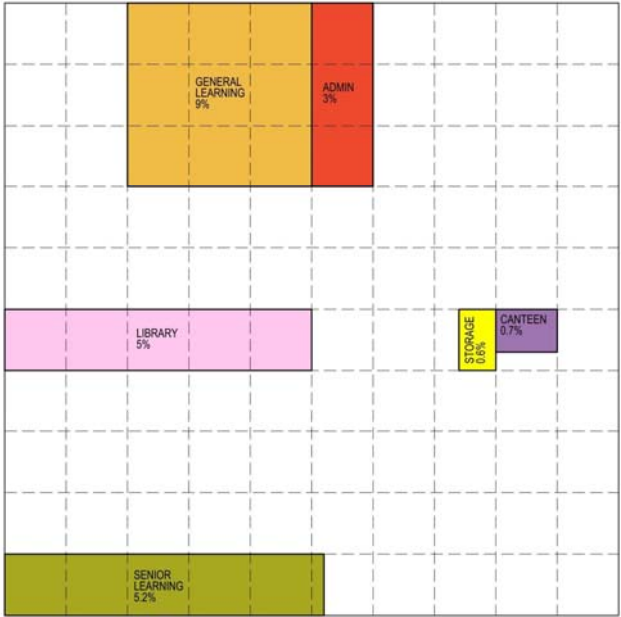 GENERAL
LEARNING
9%
ADMIN
3%
LIBRARY
5%
STORAGE
0.6%
CANTEEN
0.7%
SENIOR
LEARNING
5.2%